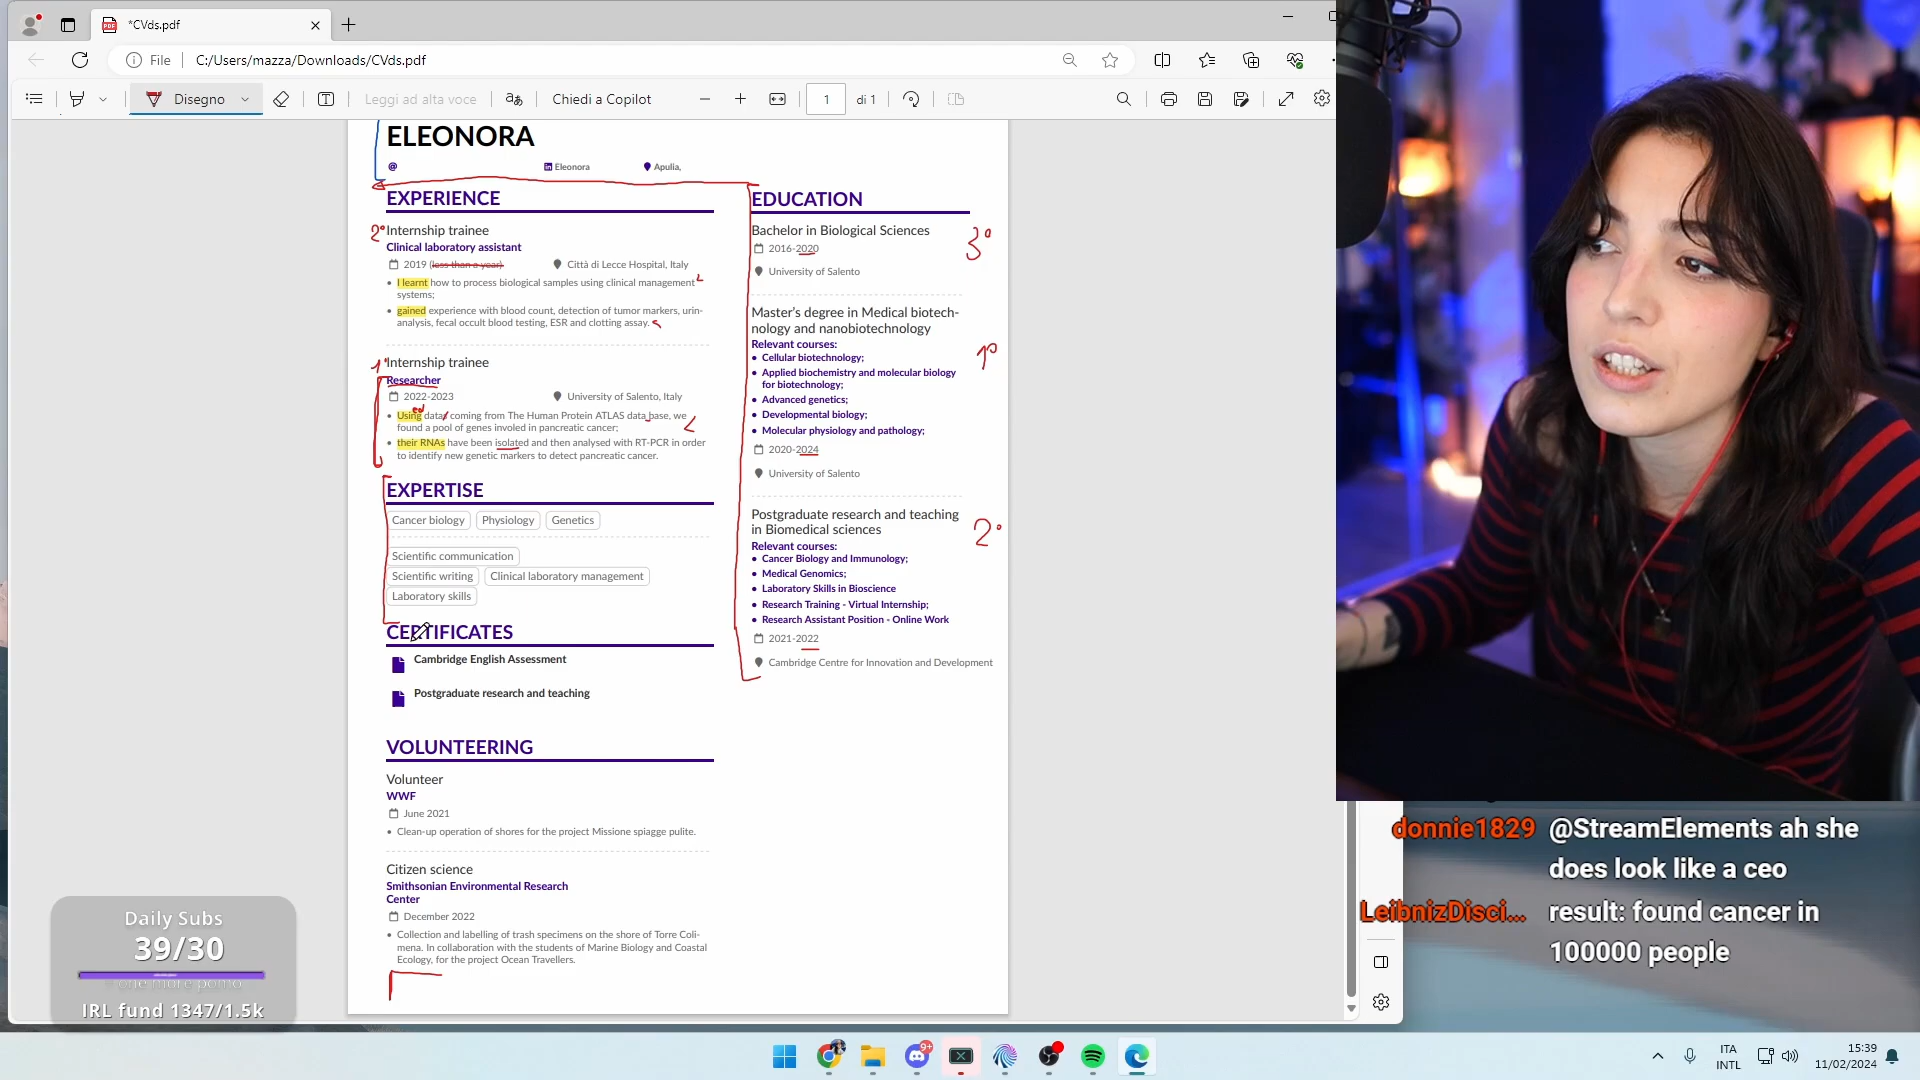 *CVds.pdf
File
C:/Users/mazza/Downloads/CVds.pdf
Disegno
Leggi ad alta voce
Chiedi a Copilot
1
di 1
ELEONORA
@
Eleonora
Apulia,
EXPERIENCE
2°
Internship trainee
Clinical laboratory assistant
2019 (less than a year)
Città di Lecce Hospital, Italy
• I learnt how to process biological samples using clinical management
systems;
• gained experience with blood count, detection of tumor markers, urin-
analysis, fecal occult blood testing, ESR and clotting assay.
1°
Internship trainee
Researcher
2022-2023
University of Salento, Italy
ed
• Using data coming from The Human Protein ATLAS data base, we
found a pool of genes involed in pancreatic cancer;
• their RNAs have been isolated and then analysed with RT-PCR in order
to identify new genetic markers to detect pancreatic cancer.
EXPERTISE
Cancer biology
Physiology
Genetics
Scientific communication
Scientific writing
Clinical laboratory management
Laboratory skills
CERTIFICATES
Cambridge English Assessment
Postgraduate research and teaching
VOLUNTEERING
Volunteer
WWF
June 2021
• Clean-up operation of shores for the project Missione spiagge pulite.
Citizen science
Smithsonian Environmental Research
Center
December 2022
• Collection and labelling of trash specimens on the shore of Torre Coli-
mena. In collaboration with the students of Marine Biology and Coastal
Ecology, for the project Ocean Travellers.
EDUCATION
Bachelor in Biological Sciences
3°
2016-2020
University of Salento
Master's degree in Medical biotech-
nology and nanobiotechnology
Relevant courses:
1°
• Cellular biotechnology;
• Applied biochemistry and molecular biology
for biotechnology;
• Advanced genetics;
• Developmental biology;
• Molecular physiology and pathology;
2020-2024
University of Salento
Postgraduate research and teaching
in Biomedical sciences
2°
Relevant courses:
• Cancer Biology and Immunology;
• Medical Genomics;
• Laboratory Skills in Bioscience
• Research Training - Virtual Internship;
• Research Assistant Position - Online Work
2021-2022
Cambridge Centre for Innovation and Development
Daily Subs
39/30
one more pomo
IRL fund 1347/1.5k
donnie1829 @StreamElements ah she
does look like a ceo
LeibnizDisci... result: found cancer in
100000 people
9+
ITA
INTL
15:39
11/02/2024